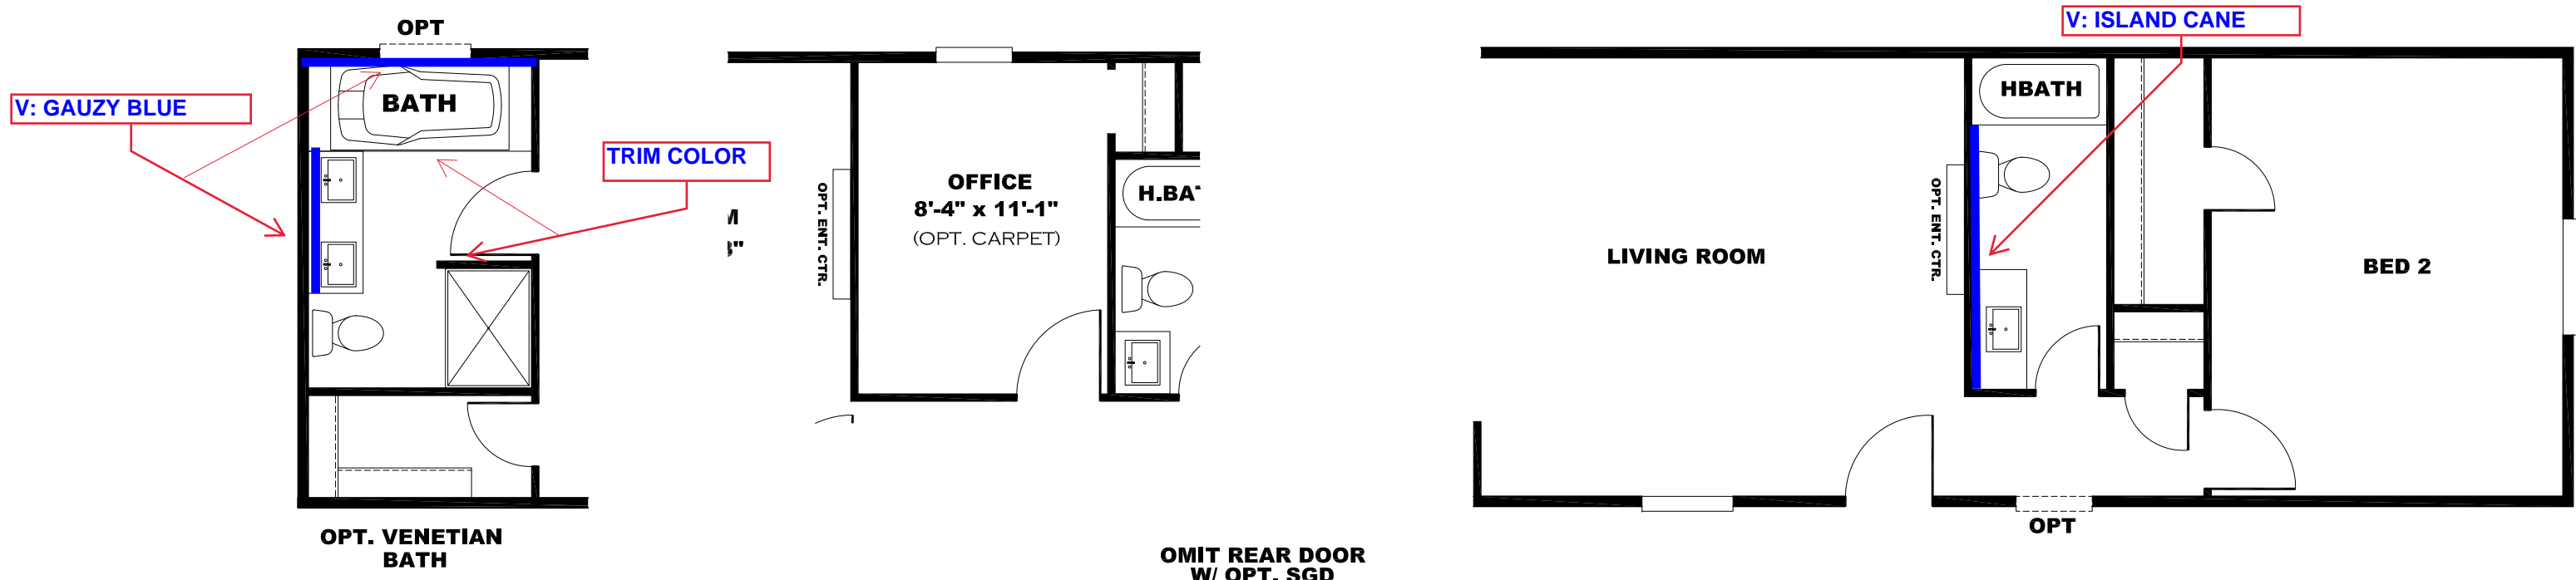 OPT
V: GAUZY BLUE
BATH
TRIM COLOR
OPT. VENETIAN
BATH
OPT. ENT. CTR.
OFFICE
8'-4" x 11'-1"
(OPT. CARPET)
H.BA
OMIT REAR DOOR
W/ OPT. SGD
V: ISLAND CANE
LIVING ROOM
OPT. ENT. CTR.
HBATH
BED 2
OPT